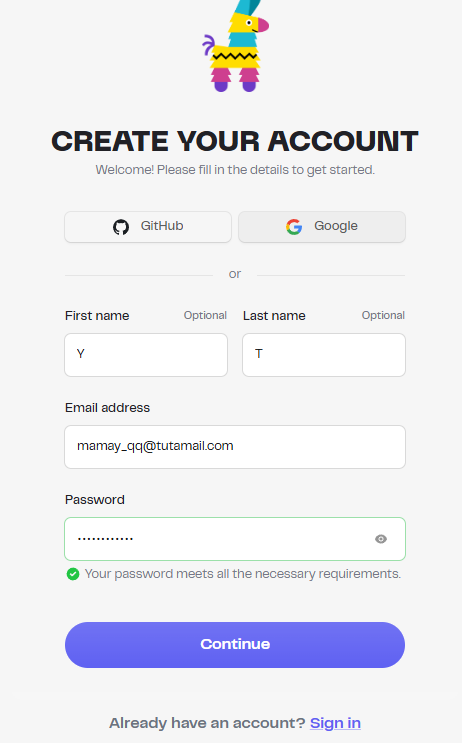 CREATE YOUR ACCOUNT
Welcome! Please fill in the details to get started.
GitHub Google
or
First name Optional Last name Optional
Y T
Email address
mamay_qq@tutamail.com
Password
••••••••••••
Your password meets all the necessary requirements.
Continue
Already have an account? Sign in